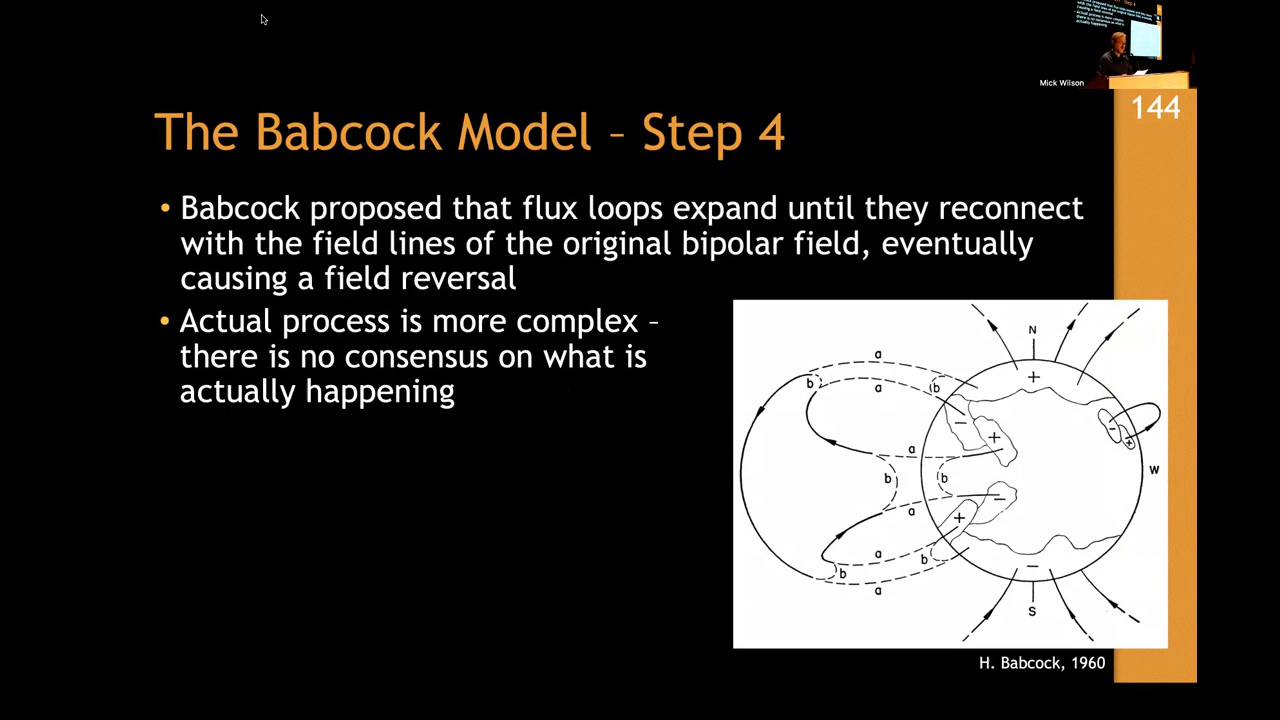 Mick Wilson
144
The Babcock Model – Step 4
• Babcock proposed that flux loops expand until they reconnect
with the field lines of the original bipolar field, eventually
causing a field reversal
• Actual process is more complex –
there is no consensus on what is
actually happening
N
+
a
b
a
b
−
+
−
+
a
W
b
b
−
a
+
a
b
b
a
−
S
H. Babcock, 1960